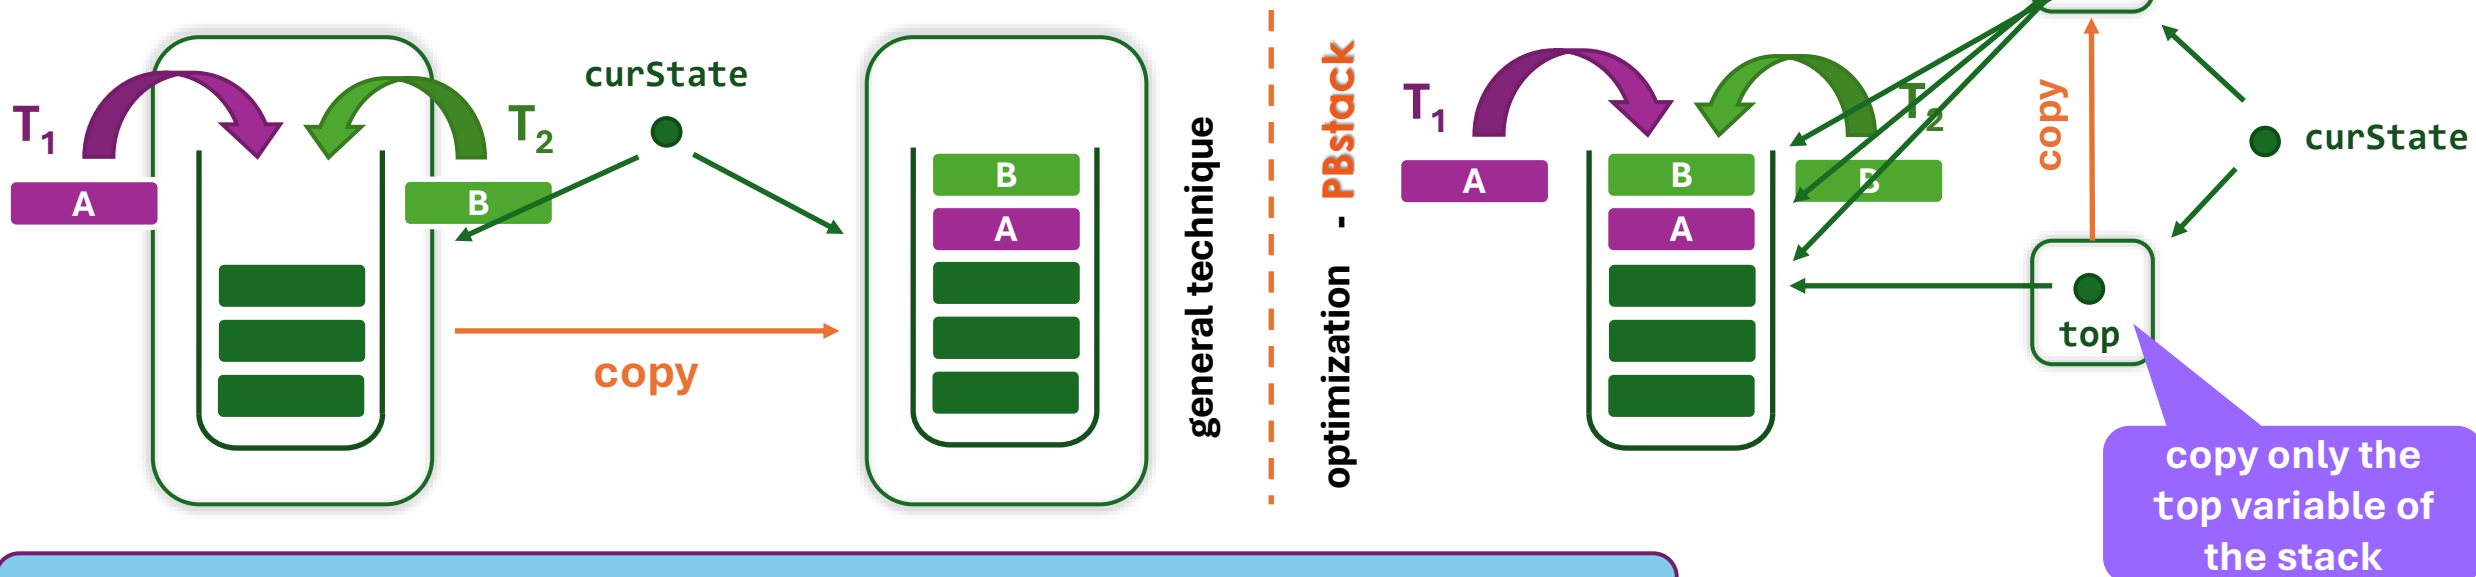 T1
A
curState
T2
B
copy
B
A
general technique
optimization - PBstack
T1
A
B
A
T2
B
copy
curState
top
copy only the
top variable of
the stack